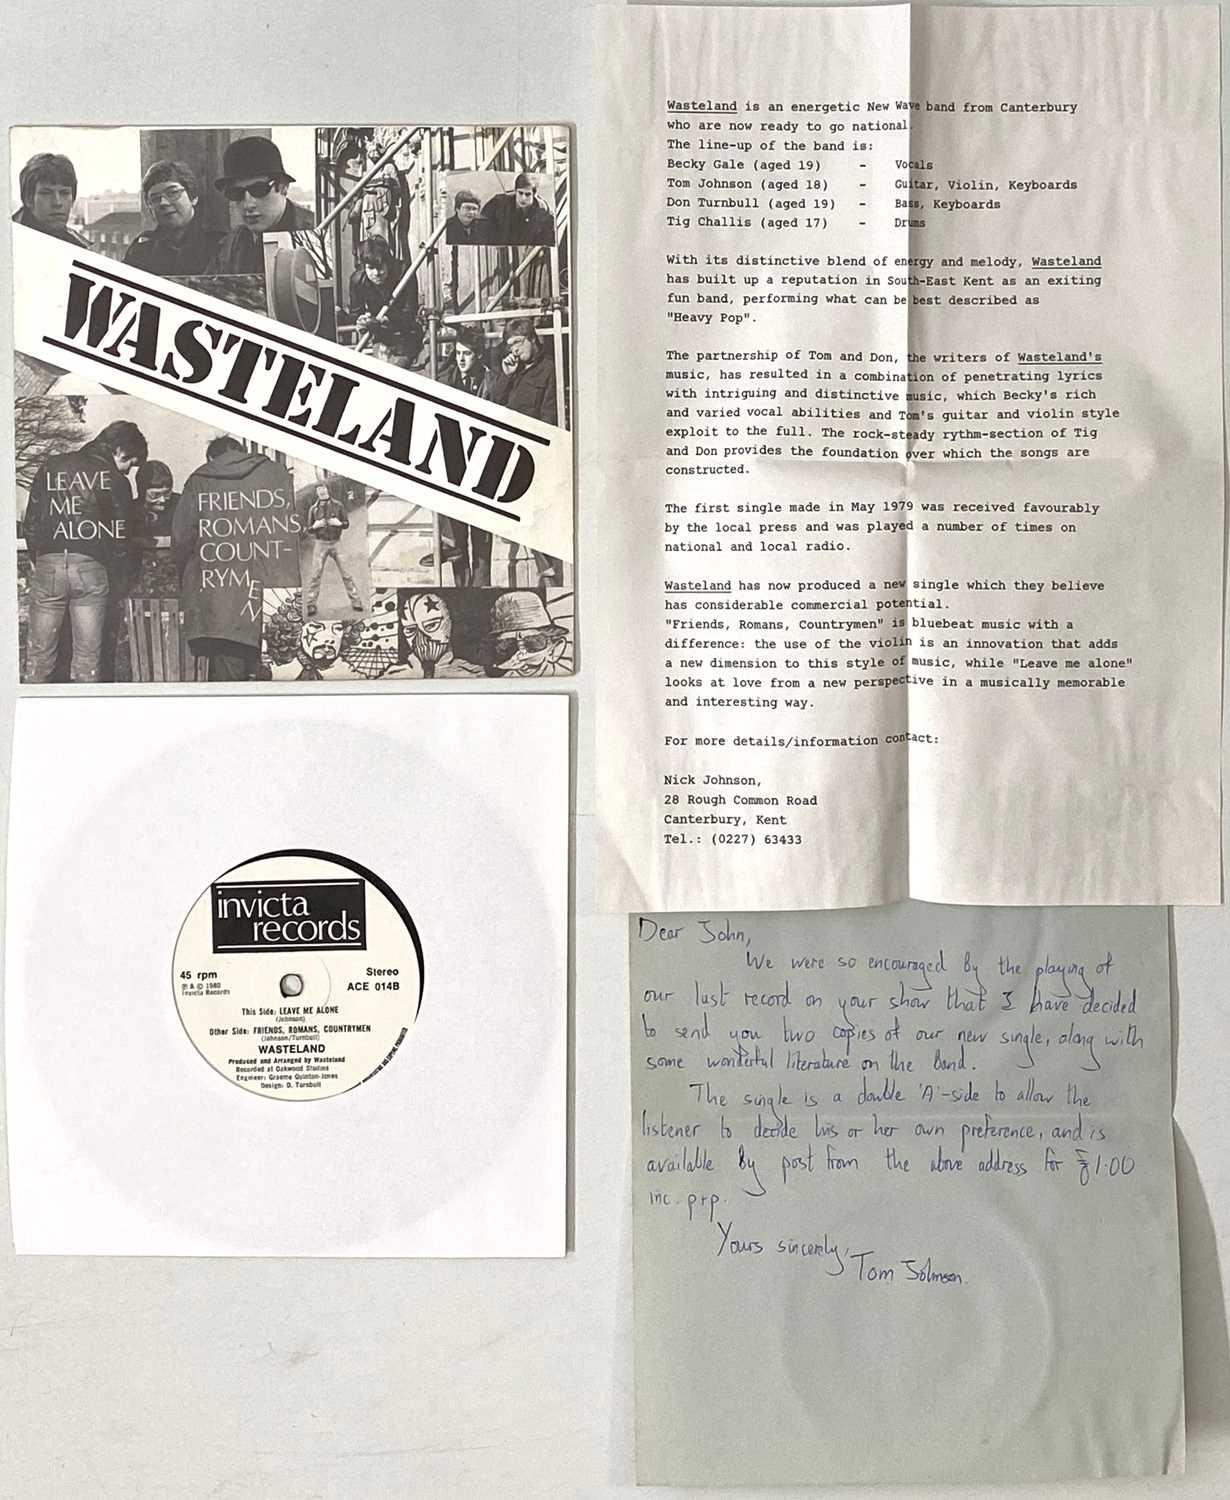 WASTELAND
LEAVE
ME
ALONE
FRIENDS,
ROMANS,
COUNT-
RYMEN
invicta
records
45 rpm
Ⓟ & © 1980
Invicta Records
Stereo
ACE 014B
This Side: LEAVE ME ALONE
(Johnson)
Other Side: FRIENDS, ROMANS, COUNTRYMEN
(Johnson/Turnbull)
WASTELAND
Produced and Arranged by Wasteland
Recorded at Oakwood Studios
Engineer: Graeme Quinton-Jones
Design: D. Turnbull
Wasteland is an energetic New Wave band from Canterbury
who are now ready to go national.
The line-up of the band is:
Becky Gale (aged 19) - Vocals
Tom Johnson (aged 18) - Guitar, Violin, Keyboards
Don Turnbull (aged 19) - Bass, Keyboards
Tig Challis (aged 17) - Drums
With its distinctive blend of energy and melody, Wasteland
has built up a reputation in South-East Kent as an exiting
fun band, performing what can be best described as
"Heavy Pop".
The partnership of Tom and Don, the writers of Wasteland's
music, has resulted in a combination of penetrating lyrics
with intriguing and distinctive music, which Becky's rich
and varied vocal abilities and Tom's guitar and violin style
exploit to the full. The rock-steady rythm-section of Tig
and Don provides the foundation over which the songs are
constructed.
The first single made in May 1979 was received favourably
by the local press and was played a number of times on
national and local radio.
Wasteland has now produced a new single which they believe
has considerable commercial potential.
"Friends, Romans, Countrymen" is bluebeat music with a
difference: the use of the violin is an innovation that adds
a new dimension to this style of music, while "Leave me alone"
looks at love from a new perspective in a musically memorable
and interesting way.
For more details/information contact:
Nick Johnson,
28 Rough Common Road
Canterbury, Kent
Tel.: (0227) 63433
Dear John,
We were so encouraged by the playing of
our last record on your show that I have decided
to send you two copies of our new single, along with
some wonderful literature on the band.
The single is a double 'A'-side to allow the
listener to decide his or her own preference, and is
available by post from the above address for £1.00
inc. p+p.
Yours sincerely,
Tom Johnson.